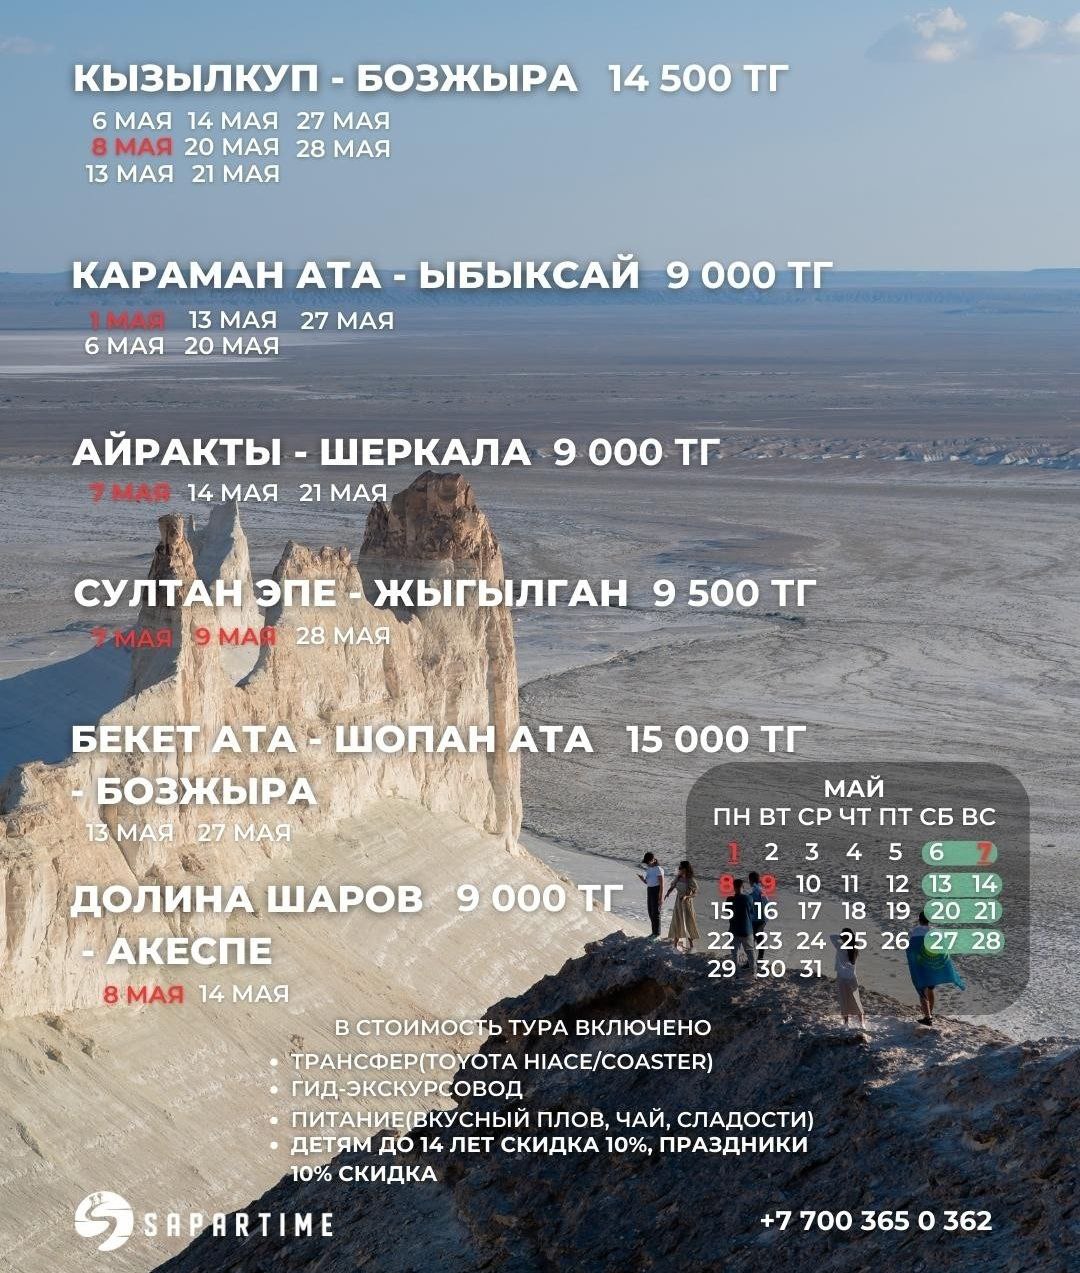 КЫЗЫЛКУП - БОЗЖЫРА 14 500 ТГ
6 МАЯ 14 МАЯ 27 МАЯ
8 МАЯ 20 МАЯ 28 МАЯ
13 МАЯ 21 МАЯ
КАРАМАН АТА - ЫБЫКСАЙ 9 000 ТГ
1 МАЯ 13 МАЯ 27 МАЯ
6 МАЯ 20 МАЯ
АЙРАКТЫ - ШЕРКАЛА 9 000 ТГ
7 МАЯ 14 МАЯ 21 МАЯ
СУЛТАН ЭПЕ - ЖЫГЫЛГАН 9 500 ТГ
7 МАЯ 9 МАЯ 28 МАЯ
БЕКЕТ АТА - ШОПАН АТА 15 000 ТГ
- БОЗЖЫРА
13 МАЯ 27 МАЯ
ДОЛИНА ШАРОВ 9 000 ТГ
- АКЕСПЕ
8 МАЯ 14 МАЯ
МАЙ
ПН ВТ СР ЧТ ПТ СБ ВС
1 2 3 4 5 6 7
8 9 10 11 12 13 14
15 16 17 18 19 20 21
22 23 24 25 26 27 28
29 30 31
В СТОИМОСТЬ ТУРА ВКЛЮЧЕНО
• ТРАНСФЕР(TOYOTA HIACE/COASTER)
• ГИД-ЭКСКУРСОВОД
• ПИТАНИЕ(ВКУСНЫЙ ПЛОВ, ЧАЙ, СЛАДОСТИ)
• ДЕТЯМ ДО 14 ЛЕТ СКИДКА 10%, ПРАЗДНИКИ
10% СКИДКА
SAPARTIME
+7 700 365 0 362